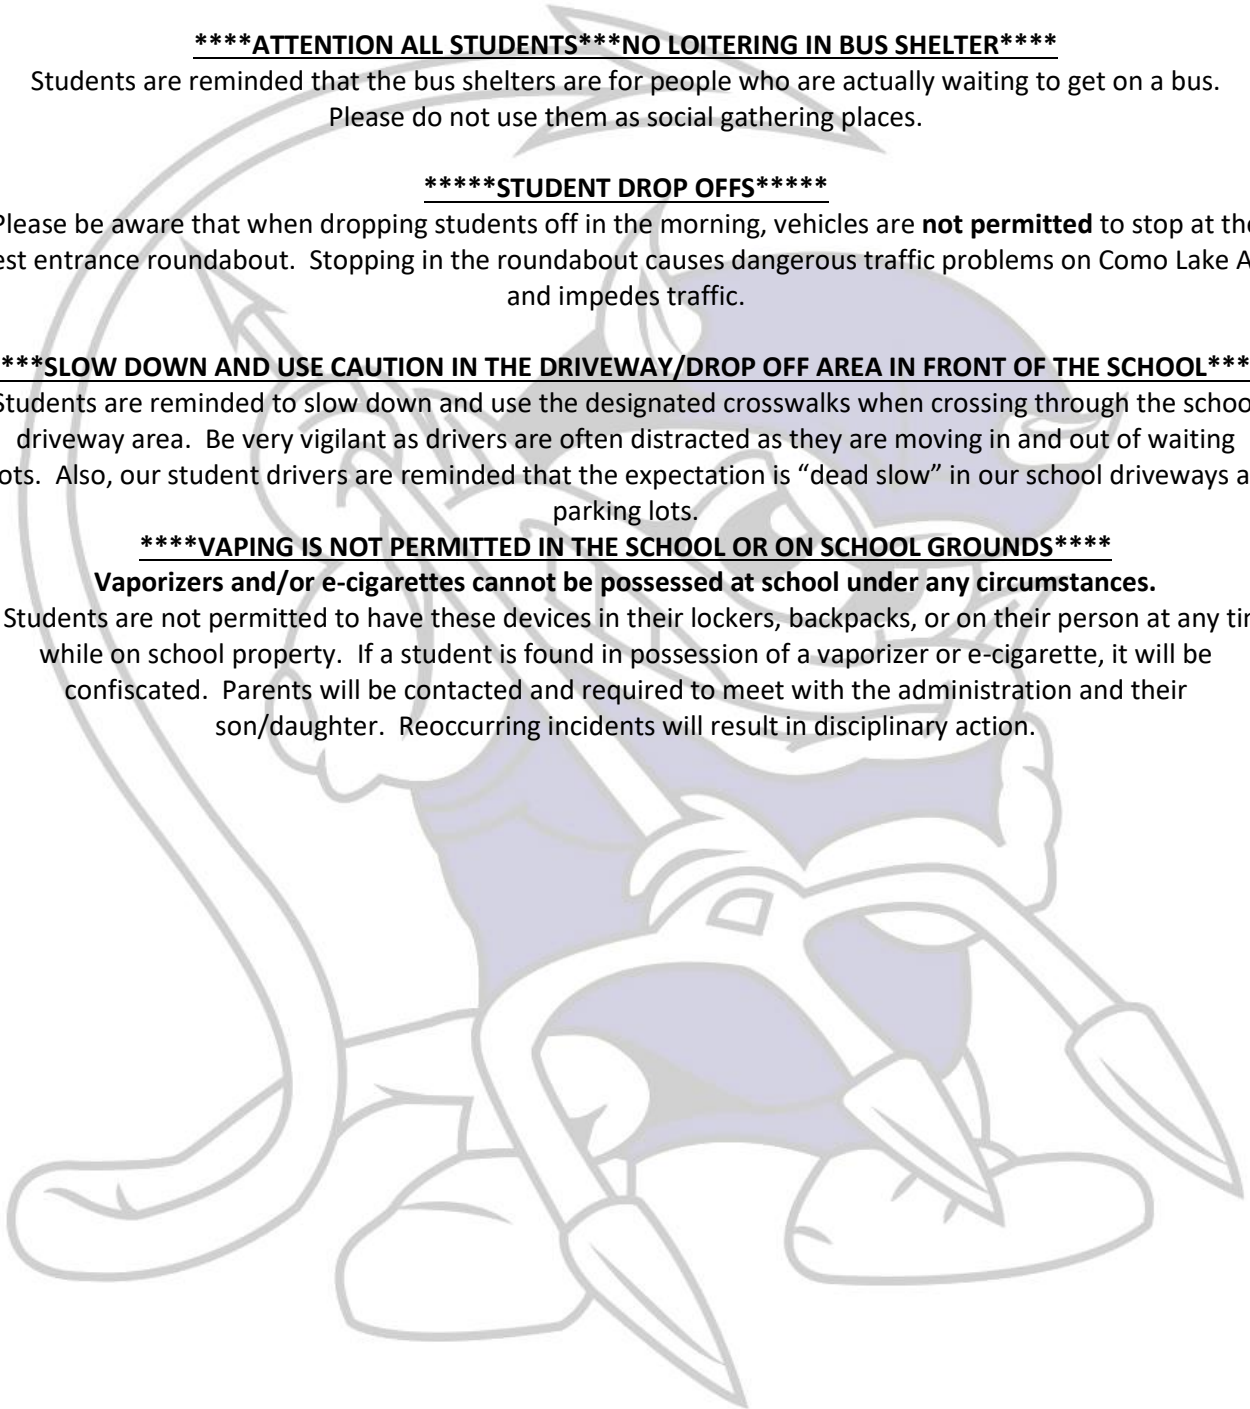 ****ATTENTION ALL STUDENTS***NO LOITERING IN BUS SHELTER****
Students are reminded that the bus shelters are for people who are actually waiting to get on a bus.
Please do not use them as social gathering places.
*****STUDENT DROP OFFS*****
Please be aware that when dropping students off in the morning, vehicles are not permitted to stop at the
est entrance roundabout. Stopping in the roundabout causes dangerous traffic problems on Como Lake A
and impedes traffic.
***SLOW DOWN AND USE CAUTION IN THE DRIVEWAY/DROP OFF AREA IN FRONT OF THE SCHOOL***
Students are reminded to slow down and use the designated crosswalks when crossing through the schoo
driveway area. Be very vigilant as drivers are often distracted as they are moving in and out of waiting
ots. Also, our student drivers are reminded that the expectation is “dead slow” in our school driveways a
parking lots.
****VAPING IS NOT PERMITTED IN THE SCHOOL OR ON SCHOOL GROUNDS****
Vaporizers and/or e-cigarettes cannot be possessed at school under any circumstances.
Students are not permitted to have these devices in their lockers, backpacks, or on their person at any tir
while on school property. If a student is found in possession of a vaporizer or e-cigarette, it will be
confiscated. Parents will be contacted and required to meet with the administration and their
son/daughter. Reoccurring incidents will result in disciplinary action.